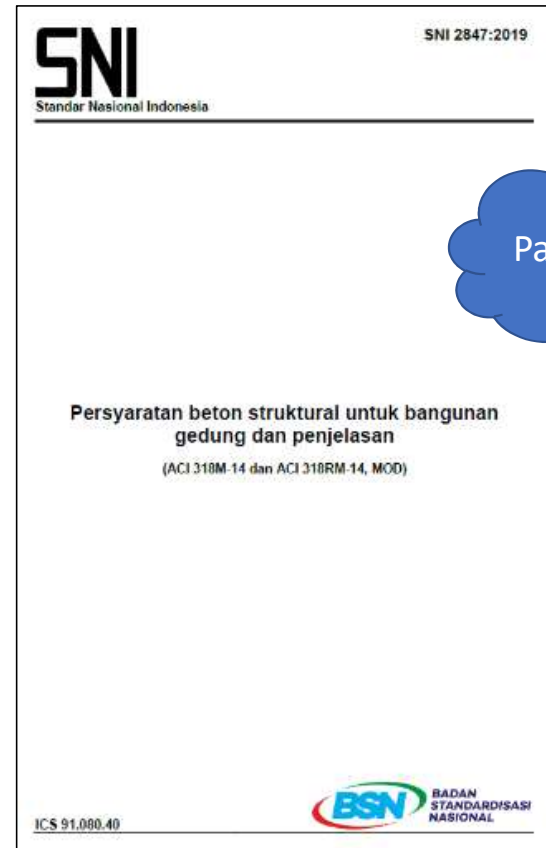 SNI
SNI 2847:2019
Standar Nasional Indonesia
Pa
Persyaratan beton struktural untuk bangunan
gedung dan penjelasan
(ACI 318M-14 dan ACI 318RM-14, MOD)
ICS 91.080.40
BSN
BADAN
STANDARDISASI
NASIONAL